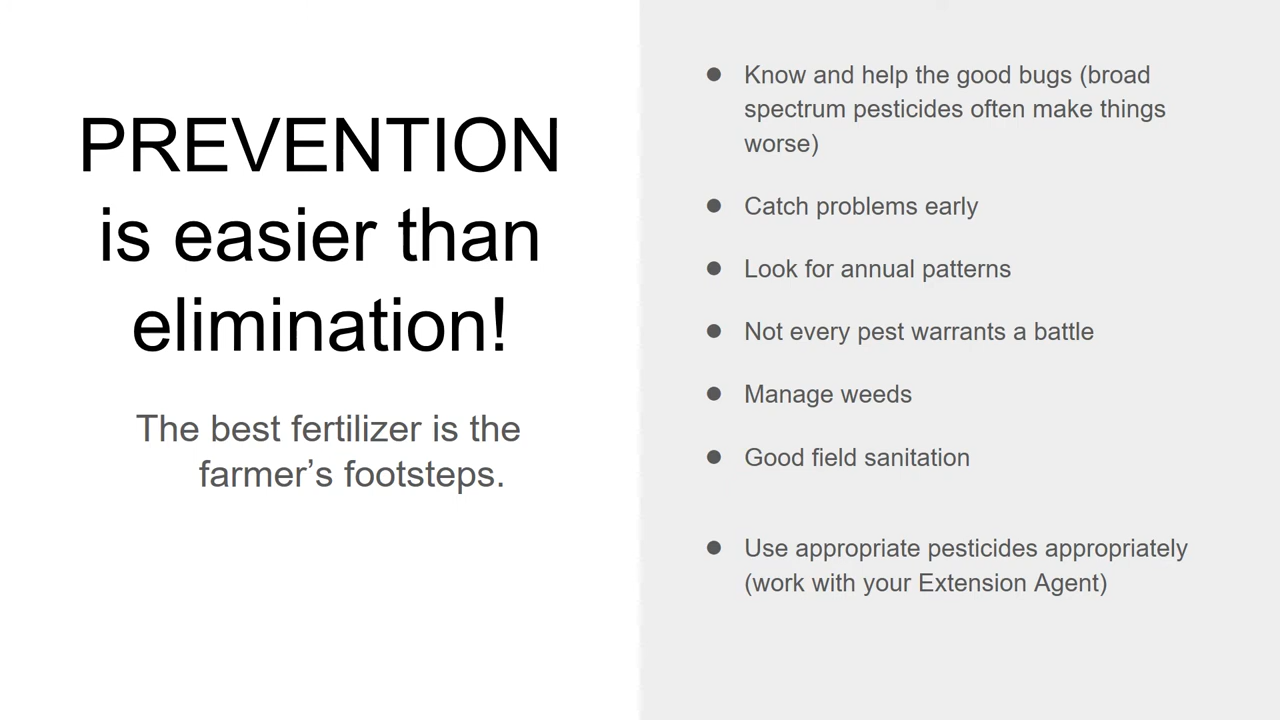 PREVENTION
is easier than
elimination!
The best fertilizer is the
farmer’s footsteps.
● Know and help the good bugs (broad
spectrum pesticides often make things
worse)
● Catch problems early
● Look for annual patterns
● Not every pest warrants a battle
● Manage weeds
● Good field sanitation
● Use appropriate pesticides appropriately
(work with your Extension Agent)